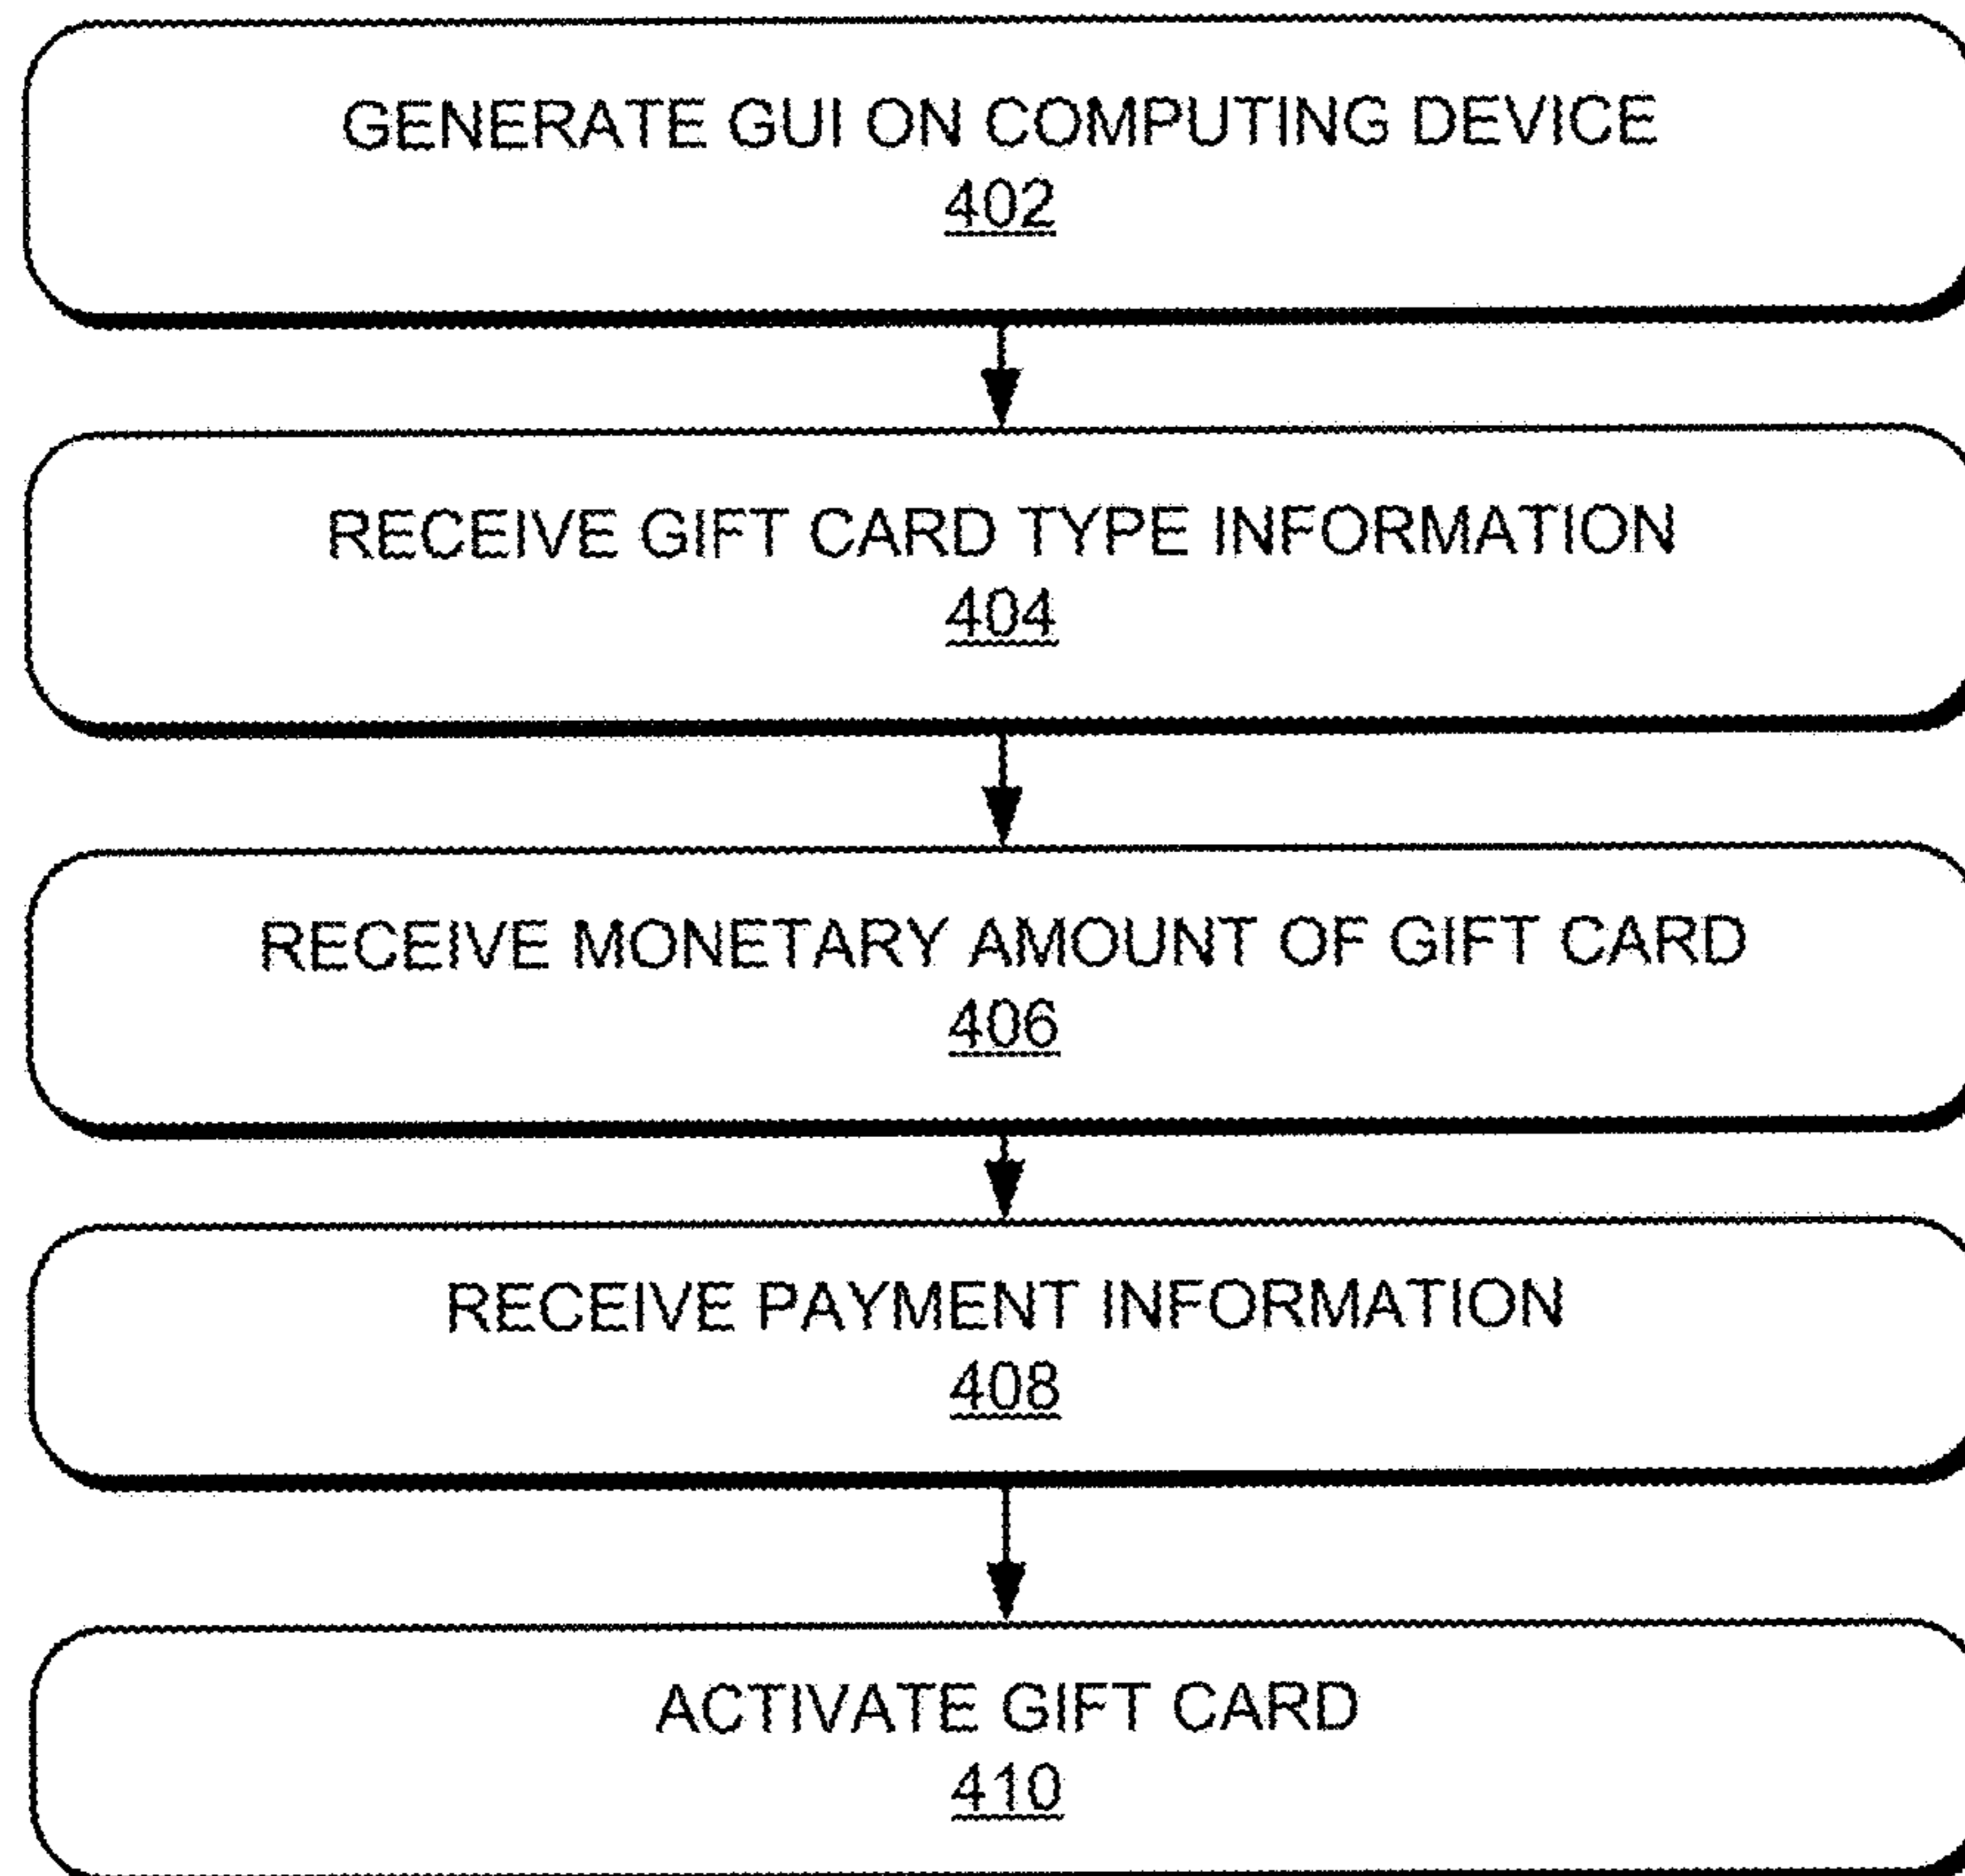 GENERATE GUI ON COMPUTING DEVICE
402
RECEIVE GIFT CARD TYPE INFORMATION
404
RECEIVE MONETARY AMOUNT OF GIFT CARD
406
RECEIVE PAYMENT INFORMATION
408
ACTIVATE GIFT CARD
410